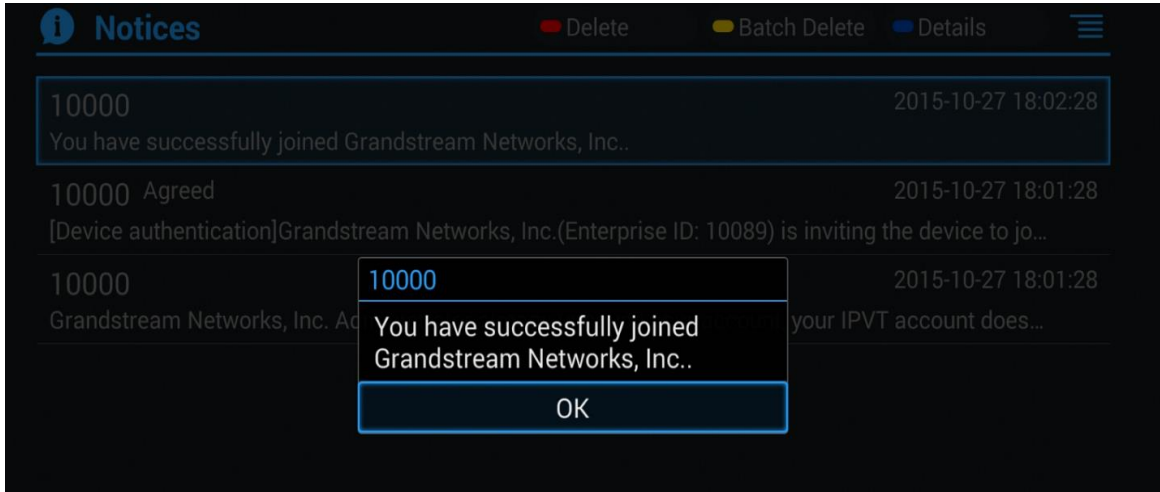 Notices
Delete
Batch Delete
Details
10000 2015-10-27 18:02:28
You have successfully joined Grandstream Networks, Inc..
10000 Agreed 2015-10-27 18:01:28
[Device authentication]Grandstream Networks, Inc.(Enterprise ID: 10089) is inviting the device to jo...
10000 2015-10-27 18:01:28
Grandstream Networks, Inc. your IPVT account does...
10000
You have successfully joined
Grandstream Networks, Inc..
OK